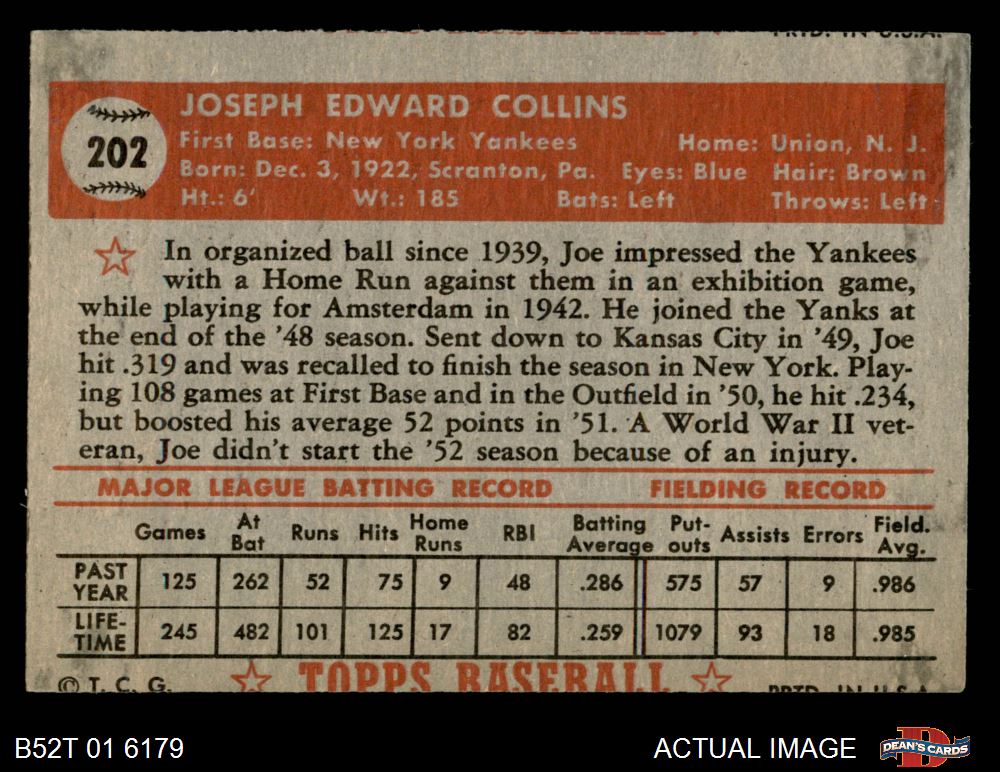 PRTD. IN U.S.A.
202
JOSEPH EDWARD COLLINS
First Base: New York Yankees Home: Union, N. J.
Born: Dec. 3, 1922, Scranton, Pa. Eyes: Blue Hair: Brown
Ht.: 6' Wt.: 185 Bats: Left Throws: Left
In organized ball since 1939, Joe impressed the Yankees
with a Home Run against them in an exhibition game,
while playing for Amsterdam in 1942. He joined the Yanks at
the end of the '48 season. Sent down to Kansas City in '49, Joe
hit .319 and was recalled to finish the season in New York. Play-
ing 108 games at First Base and in the Outfield in '50, he hit .234,
but boosted his average 52 points in '51. A World War II vet-
eran, Joe didn't start the '52 season because of an injury.
MAJOR LEAGUE BATTING RECORD FIELDING RECORD
Games At Bat Runs Hits Home Runs RBI Batting Average Put-outs Assists Errors Field. Avg.
PAST YEAR 125 262 52 75 9 48 .286 575 57 9 .986
LIFE-TIME 245 482 101 125 17 82 .259 1079 93 18 .985
© T. C. G. TOPPS BASEBALL PRTD. IN U.S.A.
B52T 01 6179 ACTUAL IMAGE DEAN'S CARDS